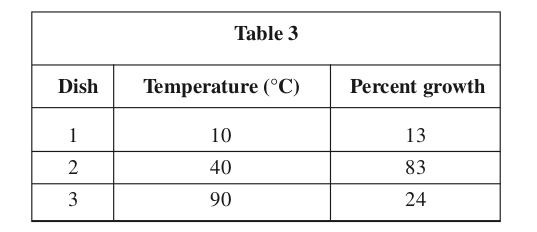 Table 3
Dish Temperature (°C) Percent growth
1 10 13
2 40 83
3 90 24